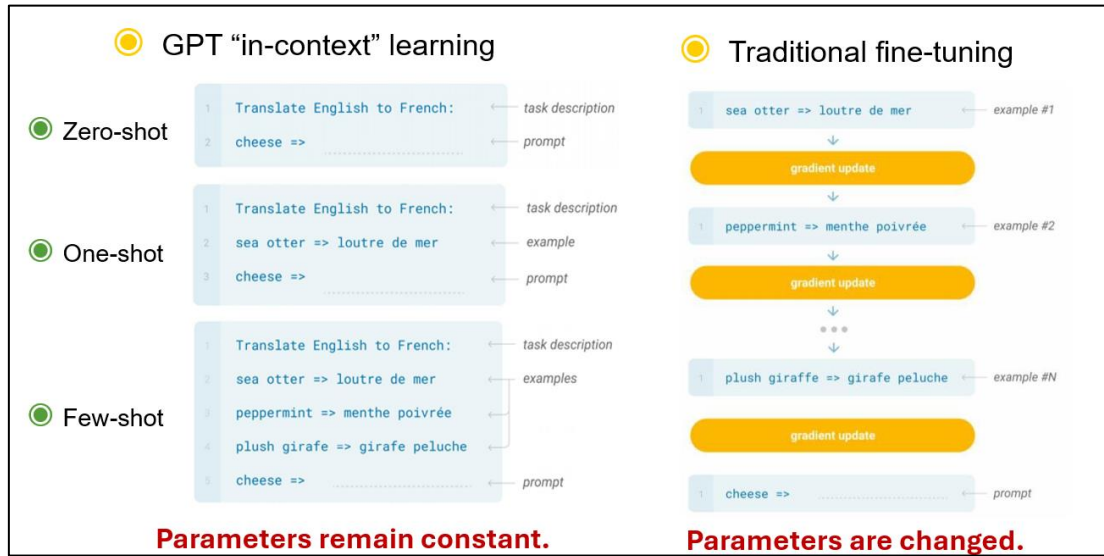 GPT “in-context” learning
Zero-shot
1 Translate English to French: task description
2 cheese => prompt
One-shot
1 Translate English to French: task description
2 sea otter => loutre de mer example
3 cheese => prompt
Few-shot
1 Translate English to French: task description
2 sea otter => loutre de mer examples
3 peppermint => menthe poivrée
4 plush girafe => girafe peluche
5 cheese => prompt
Parameters remain constant.
Traditional fine-tuning
1 sea otter => loutre de mer example #1
gradient update
1 peppermint => menthe poivrée example #2
gradient update
1 plush giraffe => girafe peluche example #N
gradient update
1 cheese => prompt
Parameters are changed.